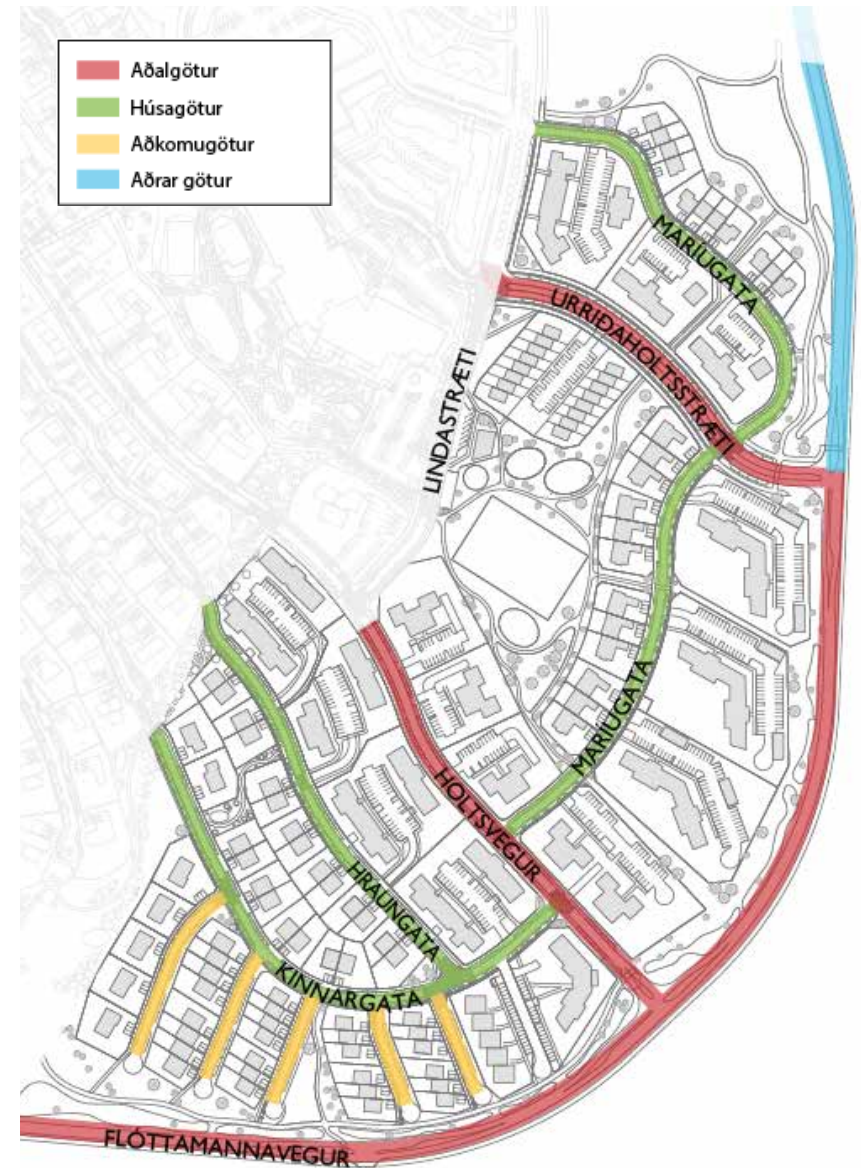 Aðalgötur
Húsagötur
Aðkomugötur
Aðrar götur
MARÍUGATA
URRIÐAHOLTSSTRÆTI
LINDASTRÆTI
MARÍUGATA
HOLTSVEGUR
HRAUNGATA
KINNARGATA
FLÓTTAMANNAVEGUR